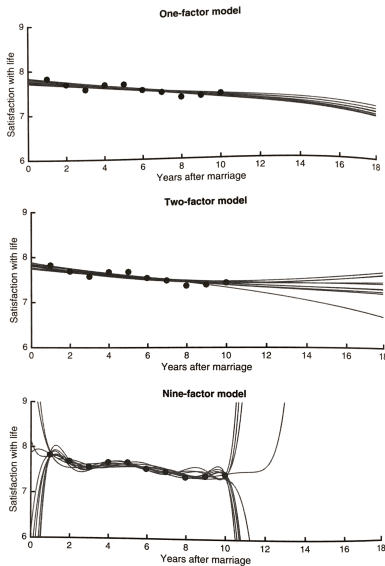 One-factor model
9
8
7
6
Satisfaction with life
0 2 4 6 8 10 12 14 16 18
Years after marriage
Two-factor model
9
8
7
6
Satisfaction with life
0 2 4 6 8 10 12 14 16 18
Years after marriage
Nine-factor model
9
8
7
6
Satisfaction with life
0 2 4 6 8 10 12 14 16 18
Years after marriage